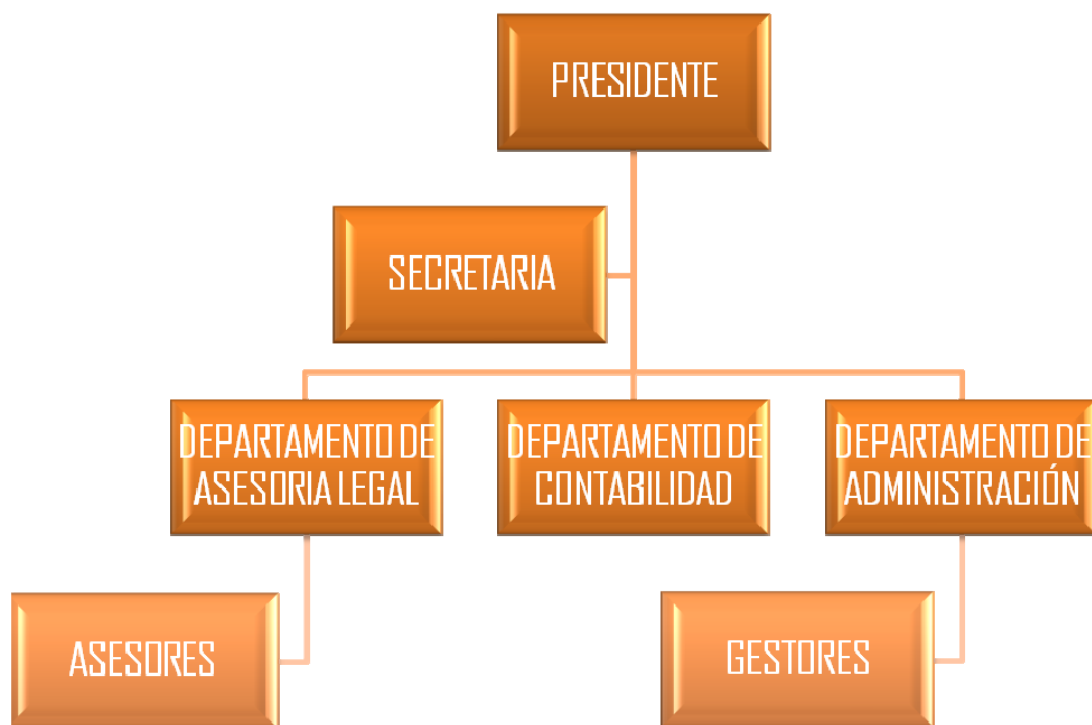 PRESIDENTE
SECRETARIA
DEPARTAMENTO DE
ASESORIA LEGAL
DEPARTAMENTO DE
CONTABILIDAD
DEPARTAMENTO DE
ADMINISTRACIÓN
ASESORES
GESTORES